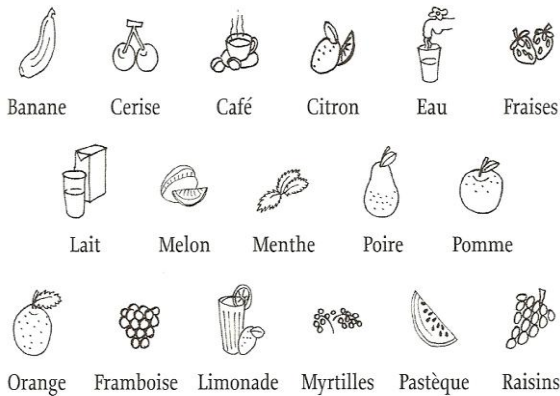 Banane Cerise Café Citron Eau Fraises
Lait Melon Menthe Poire Pomme
Orange Framboise Limonade Myrtilles Pastèque Raisins